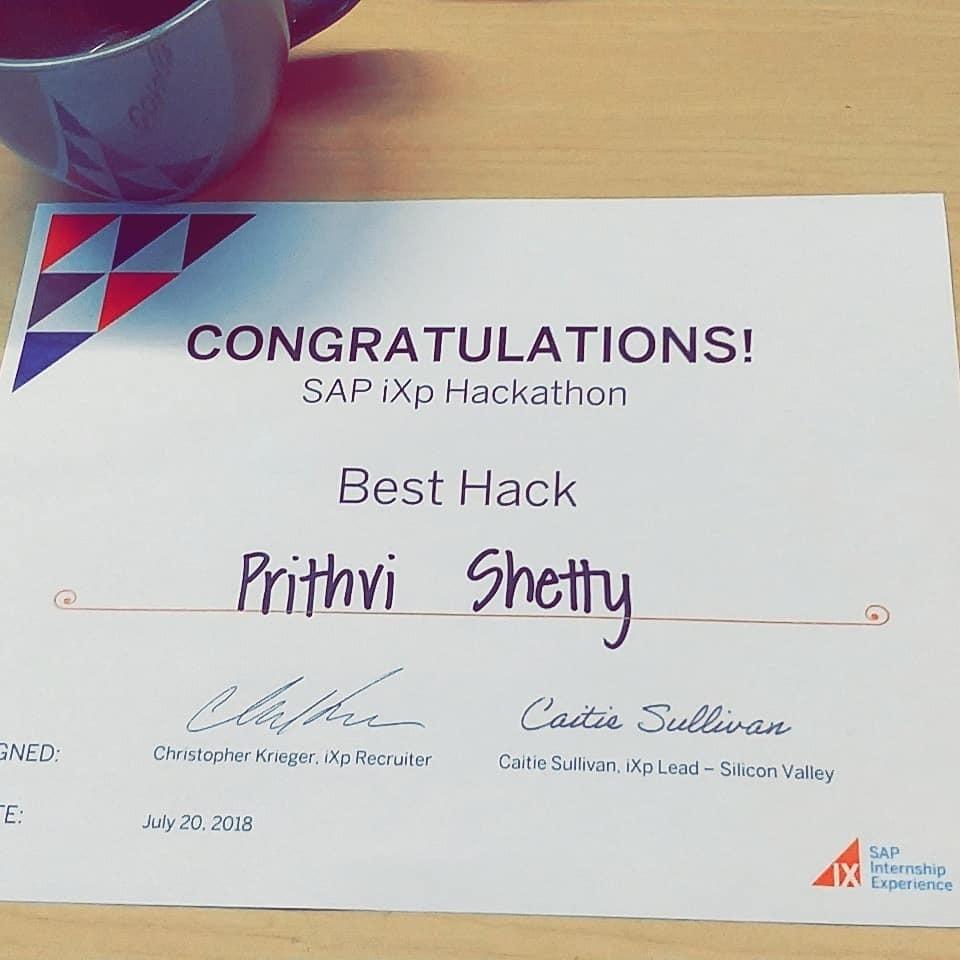 CONGRATULATIONS!
SAP iXp Hackathon
Best Hack
Prithvi Shetty
Caitie Sullivan
GNED:
Christopher Krieger, iXp Recruiter
Caitie Sullivan, iXp Lead – Silicon Valley
TE:
July 20, 2018
IX
SAP
Internship
Experience